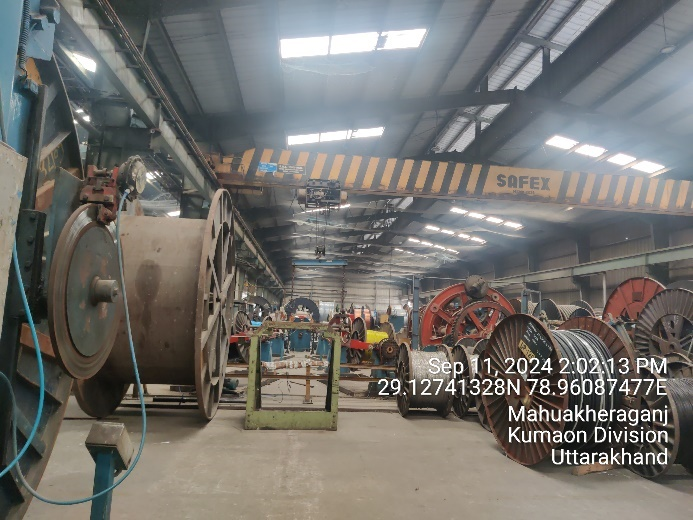 SAFEX
Sep 11, 2024 2:02:13 PM
29.12741328N 78.96087477E
Mahuakheraganj
Kumaon Division
Uttarakhand